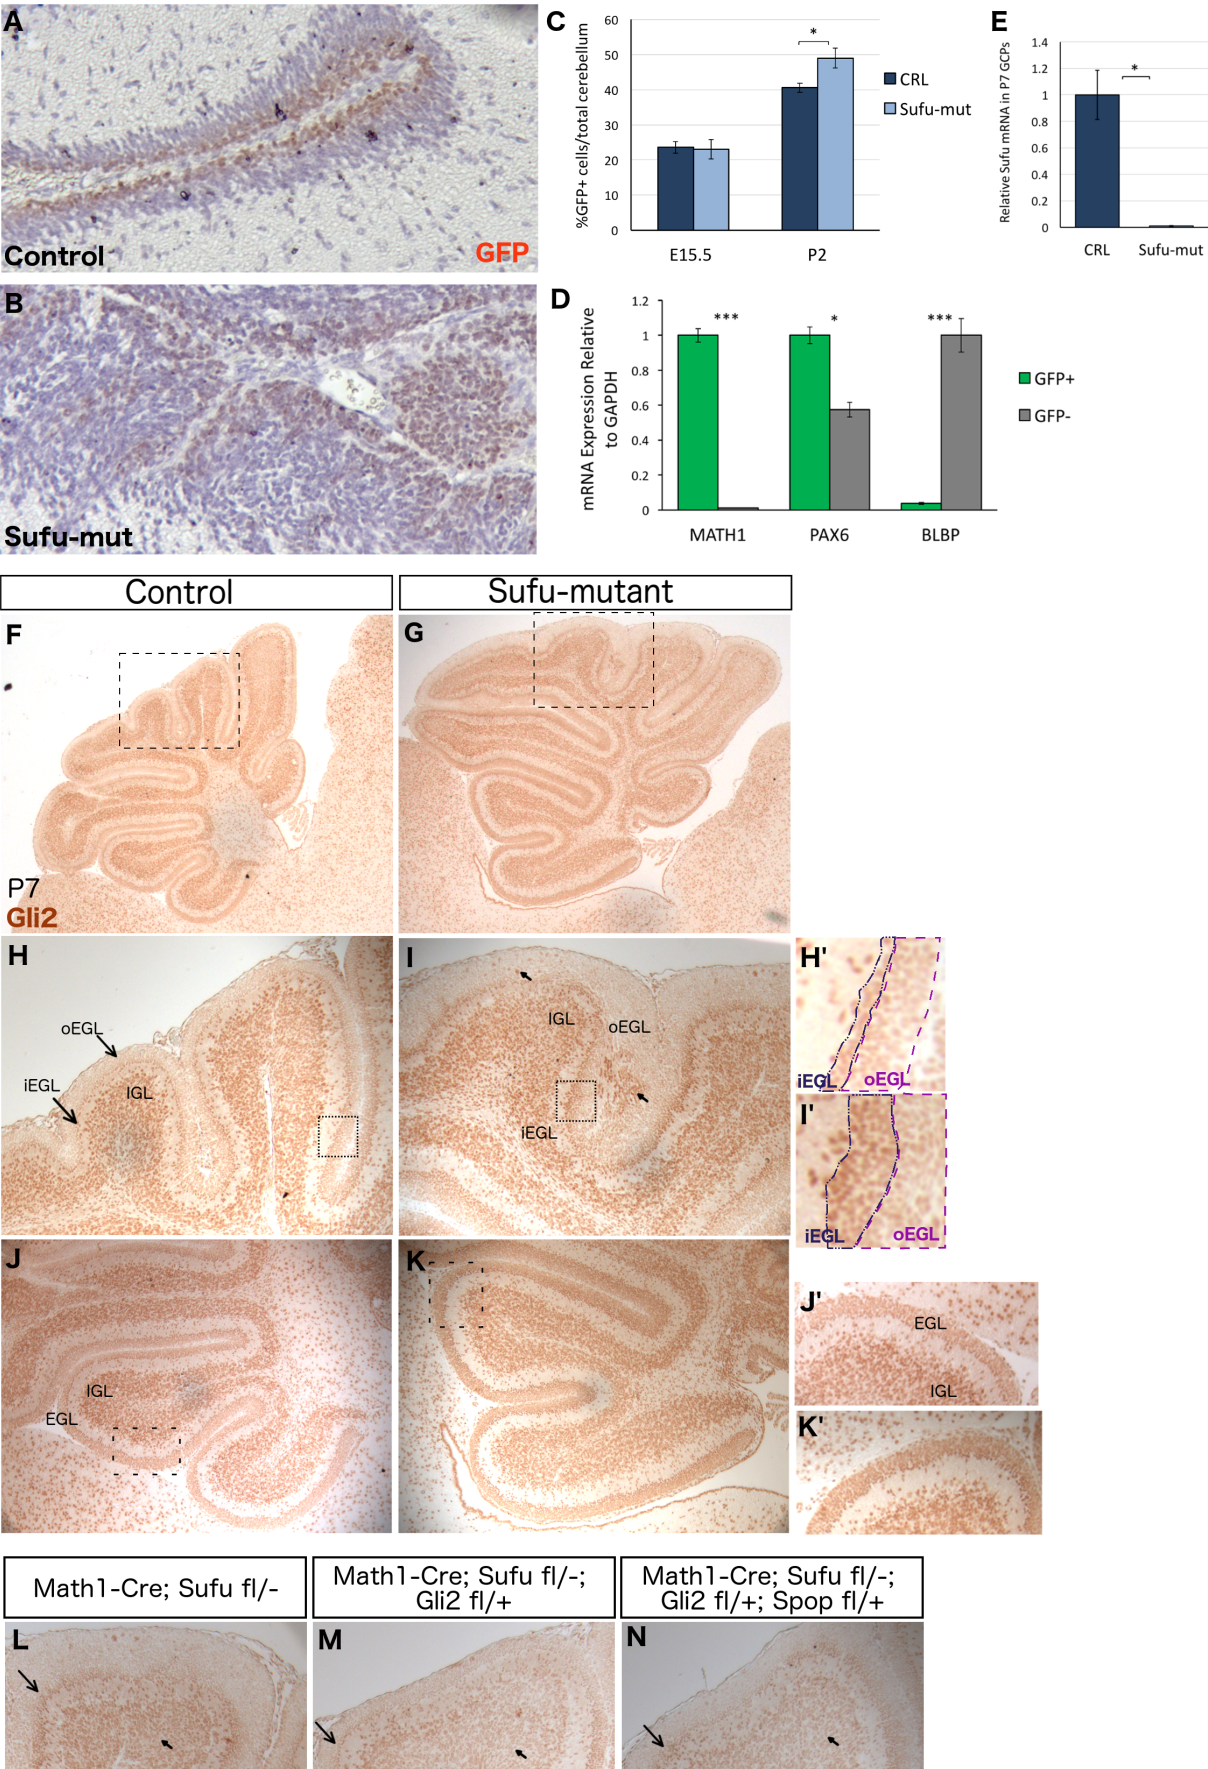 A
Control
GFP
B
Sufu-mut
C
%GFP+ cells/total cerebellum
60
50
40
30
20
10
0
*
E15.5
P2
CRL
Sufu-mut
E
Relative Sufu mRNA in P7 GCPs
1.4
1.2
1
0.8
0.6
0.4
0.2
0
*
CRL
Sufu-mut
D
mRNA Expression Relative
to GAPDH
1.2
1
0.8
0.6
0.4
0.2
0
***
*
***
MATH1
PAX6
BLBP
GFP+
GFP-
Control
Sufu-mutant
F
P7
Gli2
G
H
oEGL
iEGL
IGL
I
IGL
oEGL
iEGL
H'
iEGL
oEGL
I'
iEGL
oEGL
J
IGL
EGL
K
J'
EGL
IGL
K'
Math1-Cre; Sufu fl/-
Math1-Cre; Sufu fl/-;
Gli2 fl/+
Math1-Cre; Sufu fl/-;
Gli2 fl/+; Spop fl/+
L
M
N